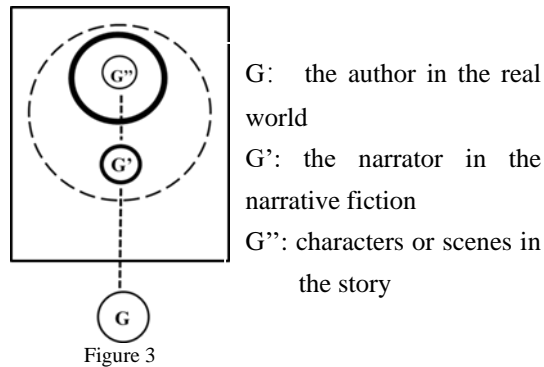 G’’
G’
G
Figure 3
G: the author in the real
world
G’: the narrator in the
narrative fiction
G’’: characters or scenes in
the story